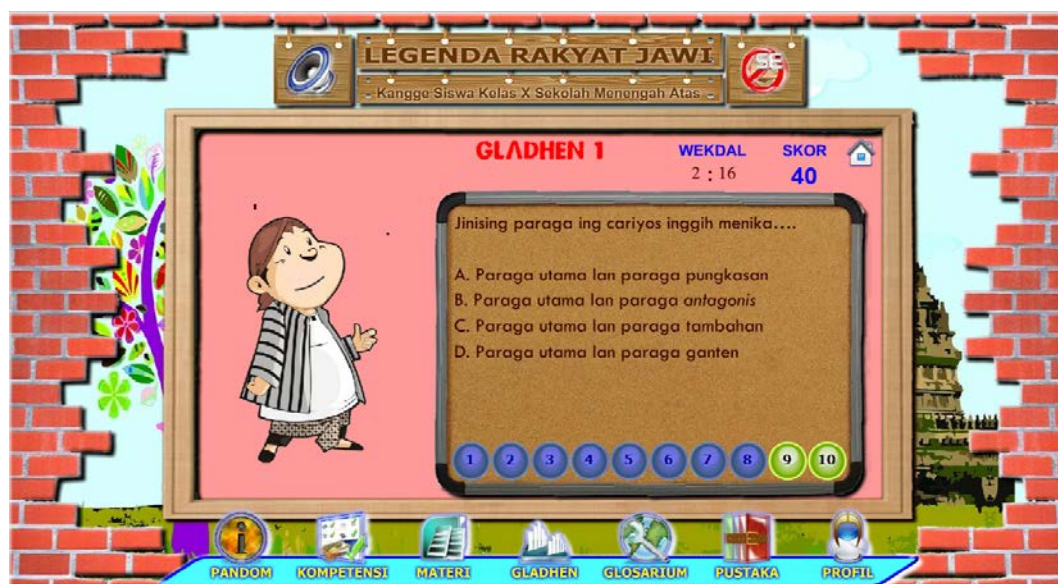 LEGENDA RAKYAT JAWI
SE
Kangge Siswa Kelas X Sekolah Menengah Atas
GLADHEN 1
WEKDAL
2 : 16
SKOR
40
Jinising paraga ing cariyos inggih menika....
A. Paraga utama lan paraga pungkasan
B. Paraga utama lan paraga antagonis
C. Paraga utama lan paraga tambahan
D. Paraga utama lan paraga ganten
1 2 3 4 5 6 7 8 9 10
PANDOM KOMPETENSI MATERI GLADHEN GLOSARIUM PUSTAKA PROFIL